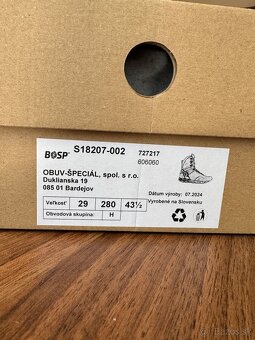 BOSP
S18207-002
727217
606060
OBUV-ŠPECIÁL, spol. s r.o.
Duklianska 19
085 01 Bardejov
Dátum výroby: 07.2024
Vyrobené na Slovensku
Veľkosť 29 280 43½
Obvodová skupina: H